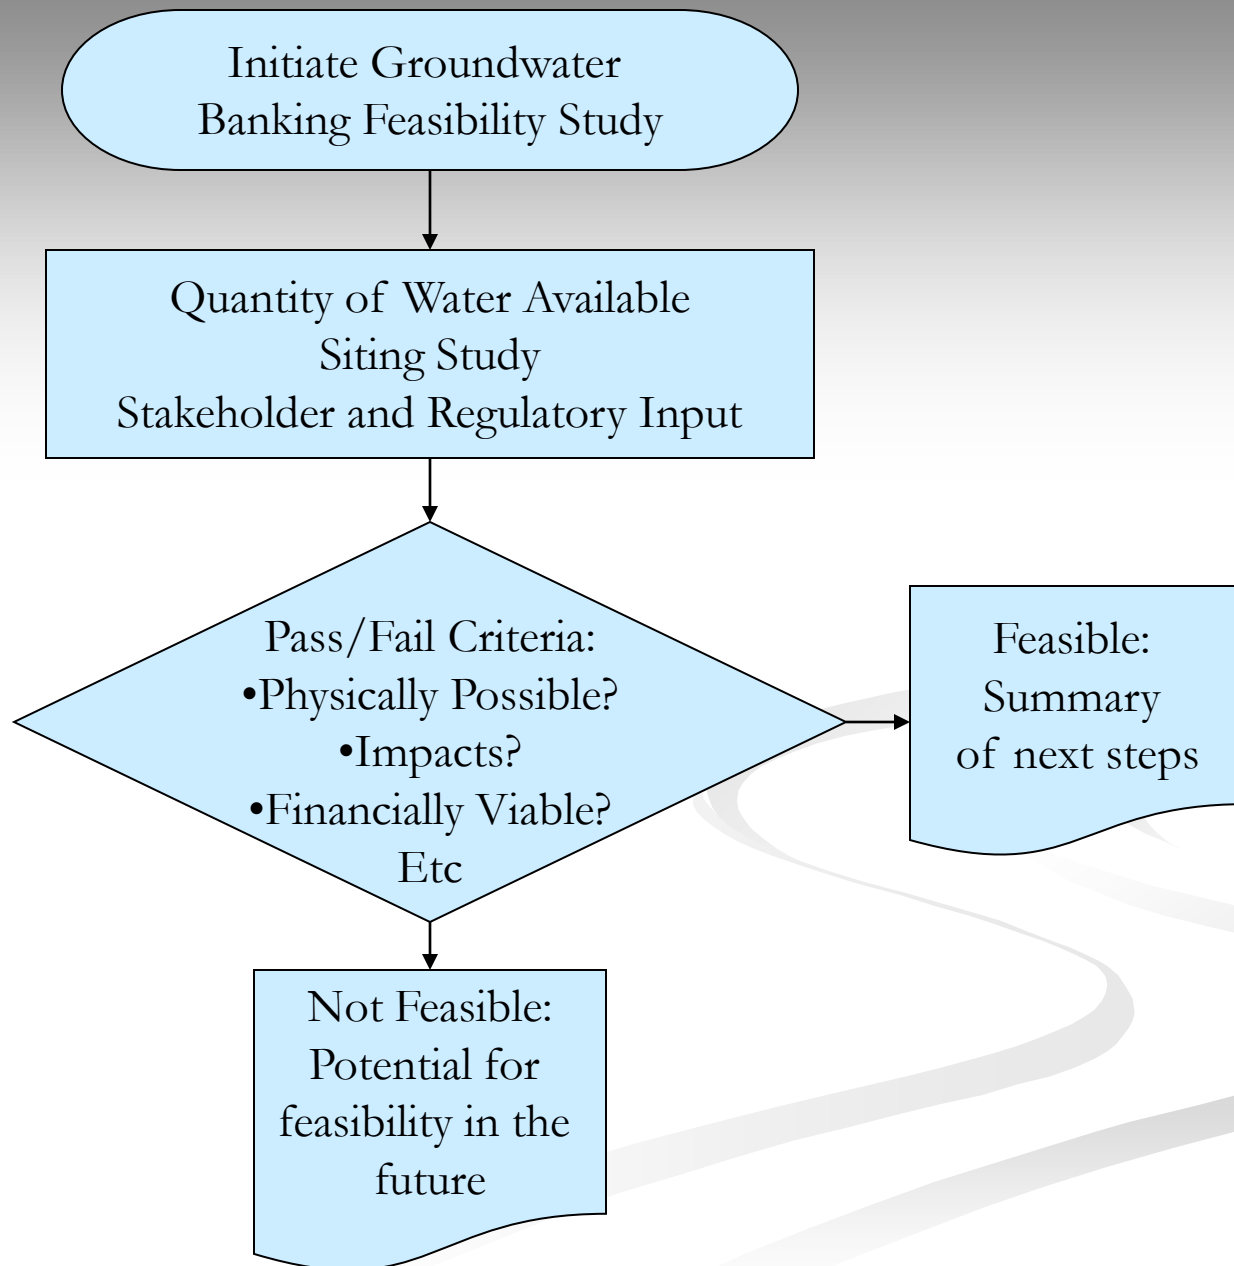 Initiate Groundwater
Banking Feasibility Study
Quantity of Water Available
Siting Study
Stakeholder and Regulatory Input
Pass/Fail Criteria:
•Physically Possible?
•Impacts?
•Financially Viable?
Etc
Feasible:
Summary
of next steps
Not Feasible:
Potential for
feasibility in the
future